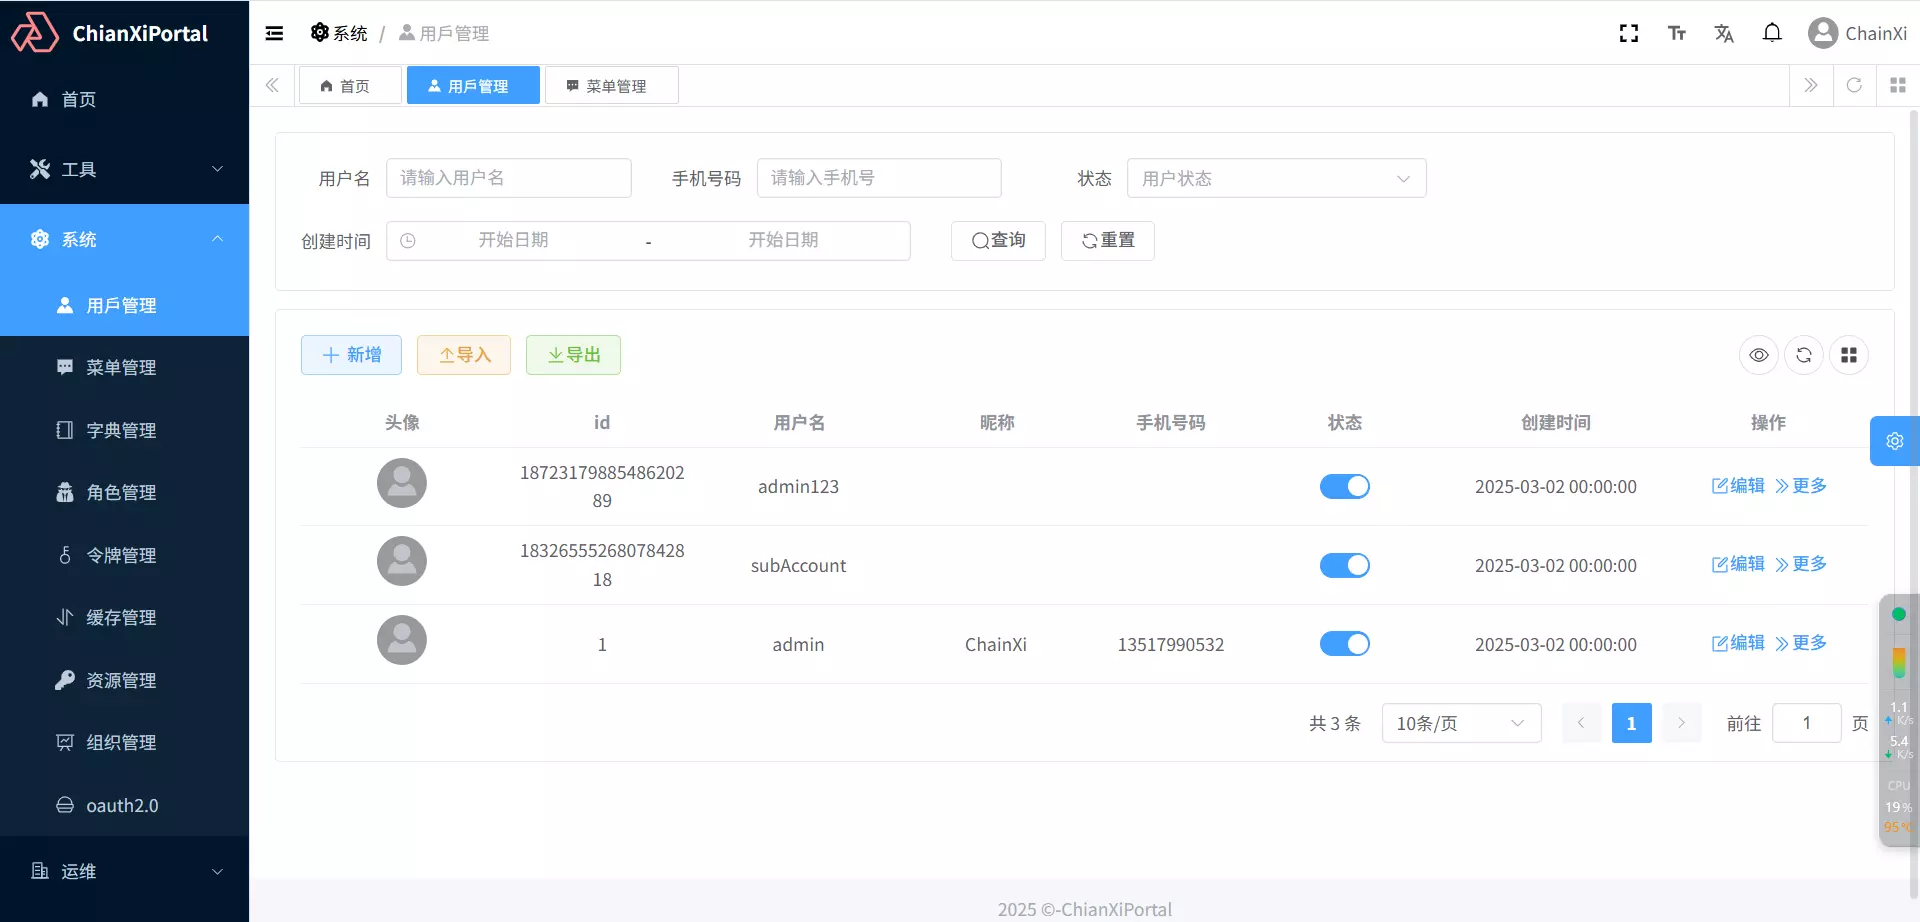 ChianXiPortal
首页
工具
系统
用戶管理
菜单管理
字典管理
角色管理
令牌管理
缓存管理
资源管理
组织管理
oauth2.0
运维
系统 / 用戶管理
ChainXi
首页
用戶管理
菜单管理
用户名
请输入用户名
手机号码
请输入手机号
状态
用户状态
创建时间
开始日期 - 开始日期
查询
重置
新增
导入
导出
头像 id 用户名 昵称 手机号码 状态 创建时间 操作
18723179885486202
89
admin123
2025-03-02 00:00:00
编辑 更多
18326555268078428
18
subAccount
2025-03-02 00:00:00
编辑 更多
1 admin ChainXi 13517990532 2025-03-02 00:00:00 编辑 更多
共 3 条
10条/页
1
前往 1 页
1.1
K/s
5.4
K/s
CPU
19%
95℃
2025 ©-ChianXiPortal